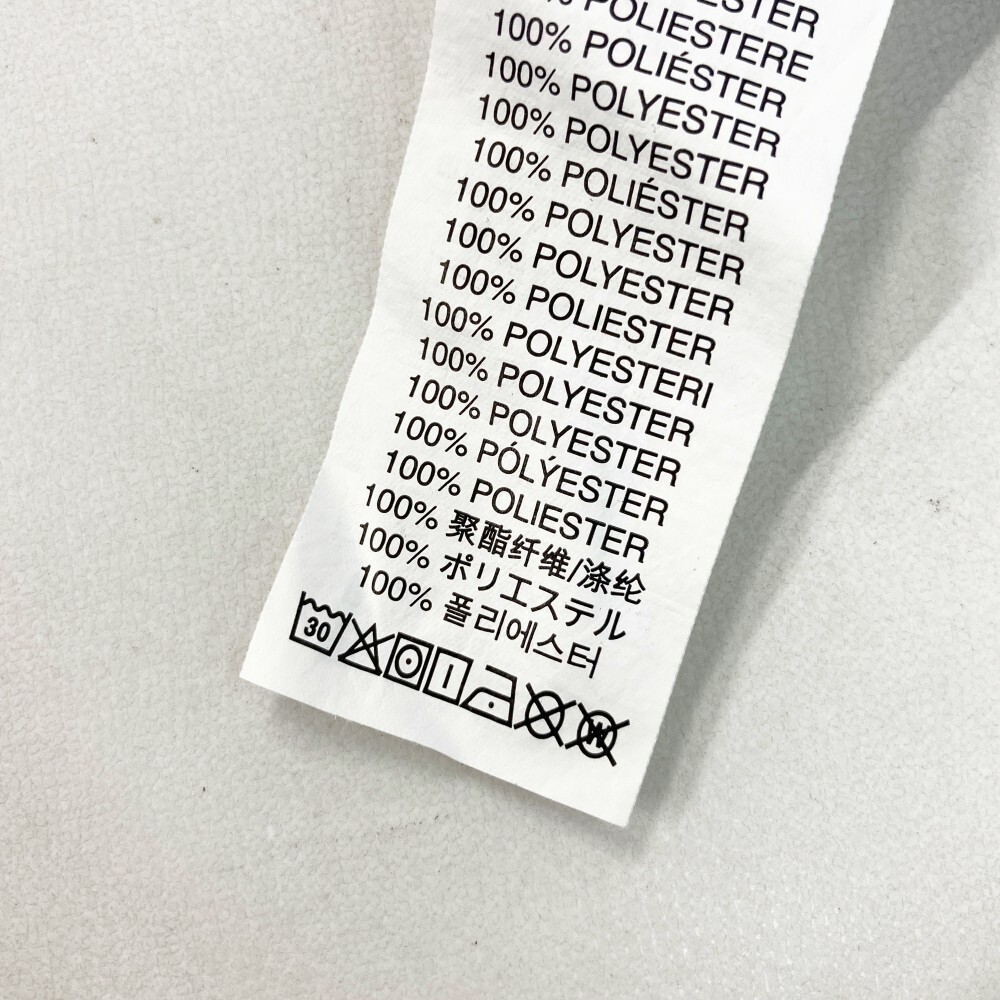 ESTER
% POLIESTERE
100% POLIÉSTER
100% POLYESTER
100% POLYESTER
100% POLIÉSTER
100% POLYESTER
100% POLYESTER
100% POLIESTER
100% POLYESTERI
100% POLYESTER
100% POLYESTER
100% PÓLÝESTER
100% POLIESTER
100% 聚酯纤维/涤纶
100% ポリエステル
100% 폴리에스터
30
W